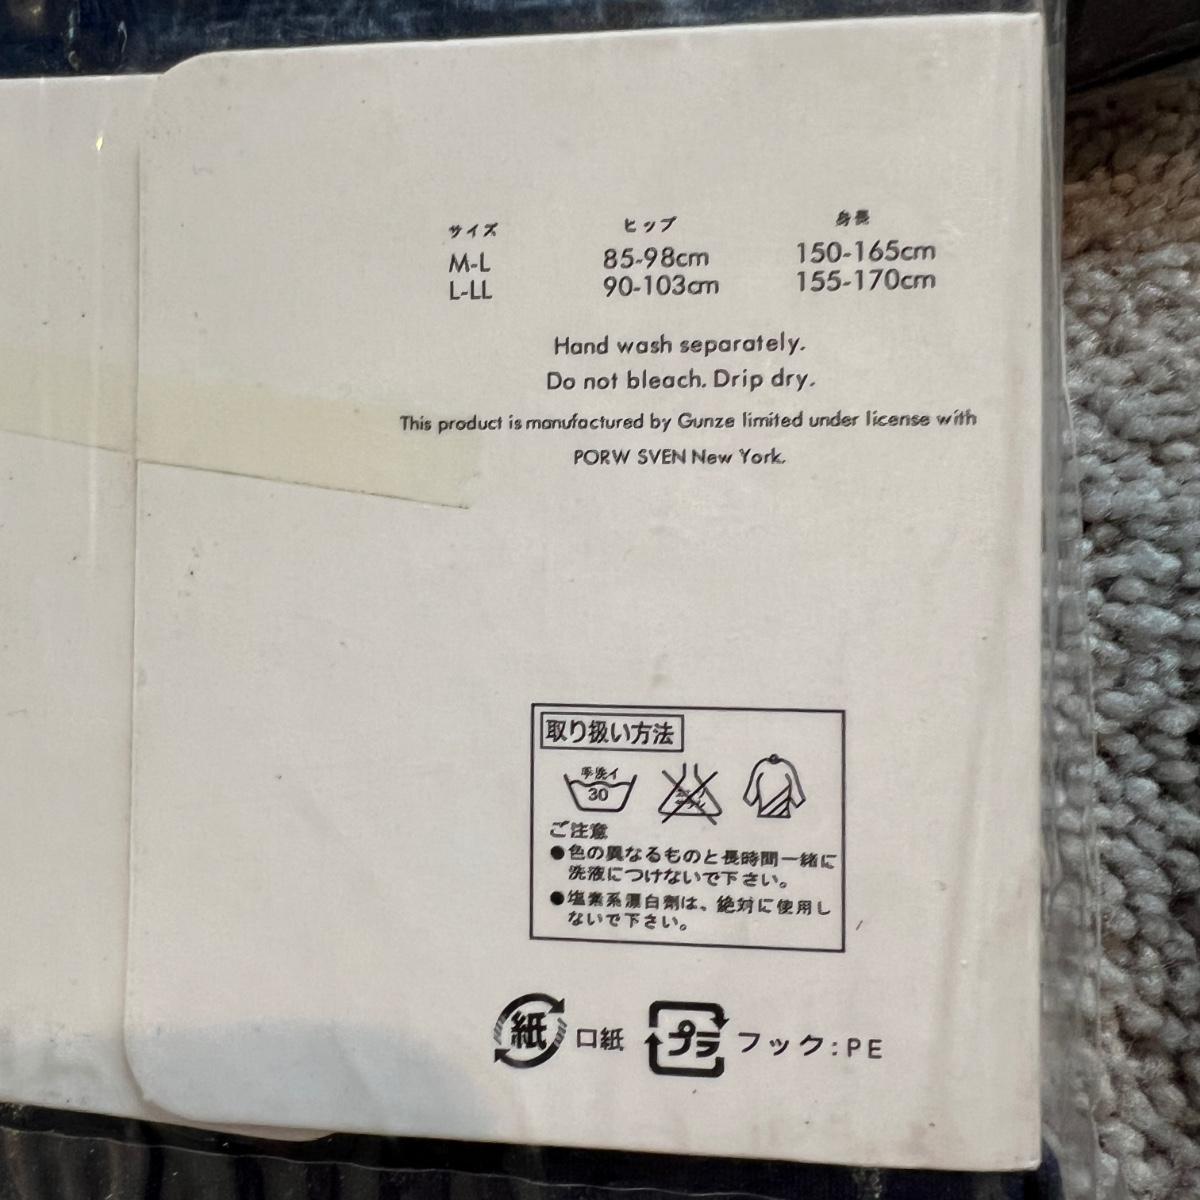 サイズ ヒップ 身長
M-L 85-98cm 150-165cm
L-LL 90-103cm 155-170cm
Hand wash separately.
Do not bleach. Drip dry.
This product is manufactured by Gunze limited under license with
PORW SVEN New York.
取り扱い方法
手洗イ
30
ご注意
●色の異なるものと長時間一緒に
洗液につけないで下さい。
●塩素系漂白剤は、絶対に使用し
ないで下さい。
紙 口紙 プラ フック:PE